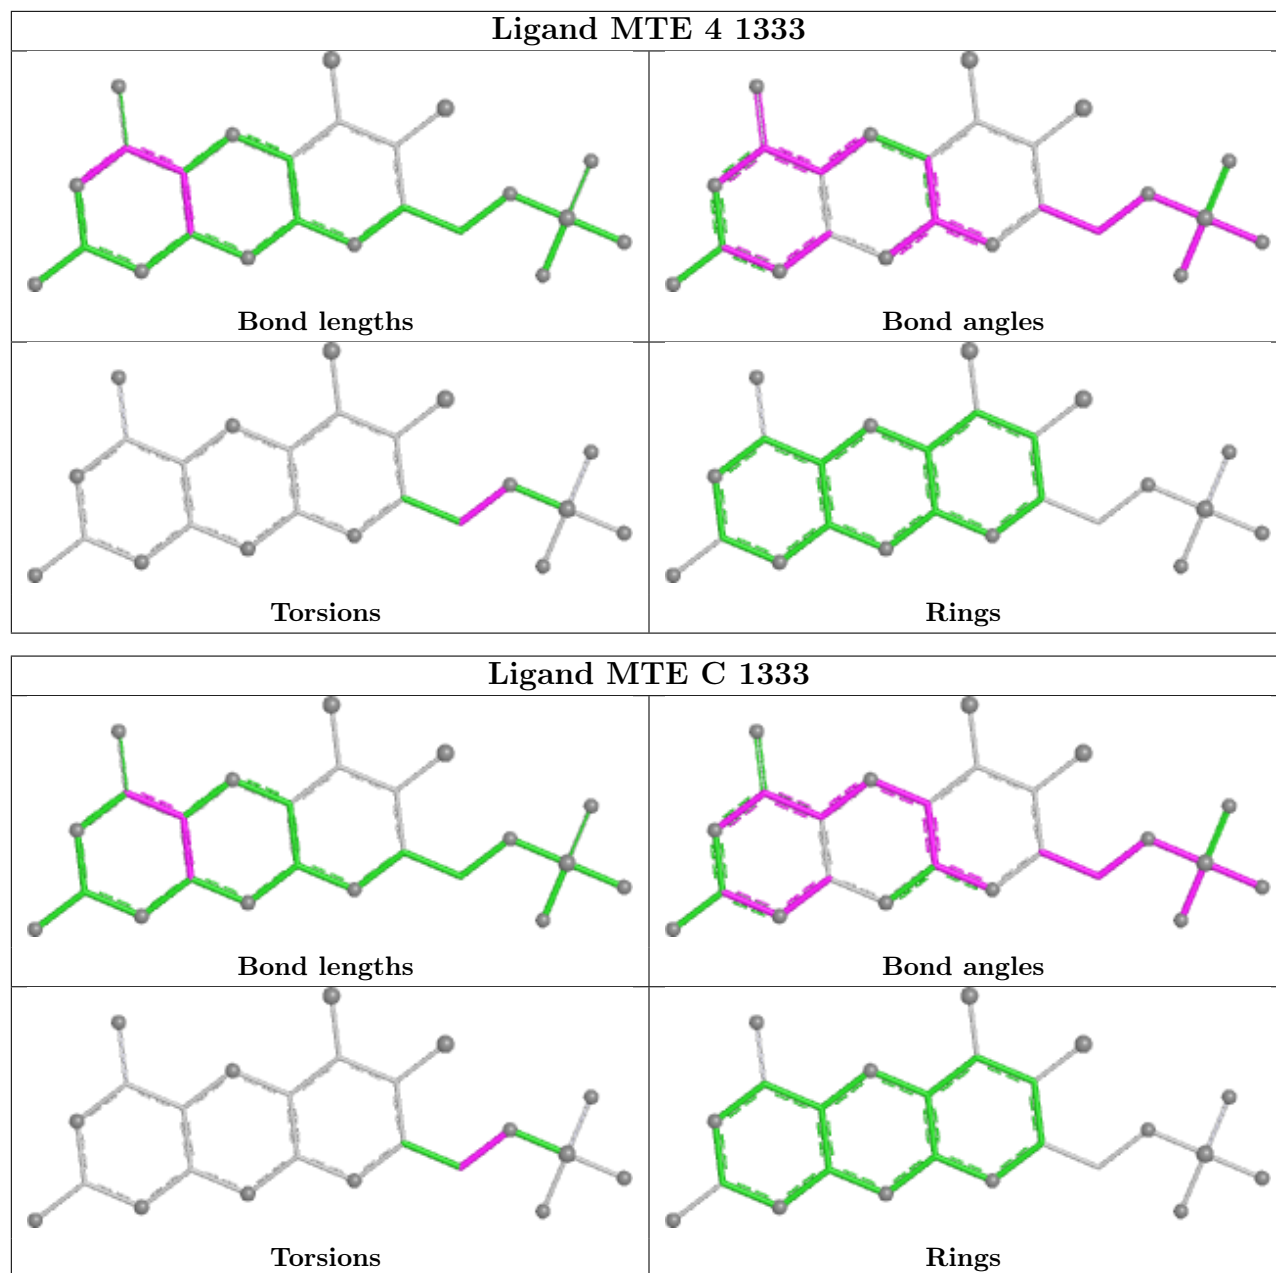 Ligand MTE 4 1333
Bond lengths
Bond angles
Torsions
Rings
Ligand MTE C 1333
Bond lengths
Bond angles
Torsions
Rings